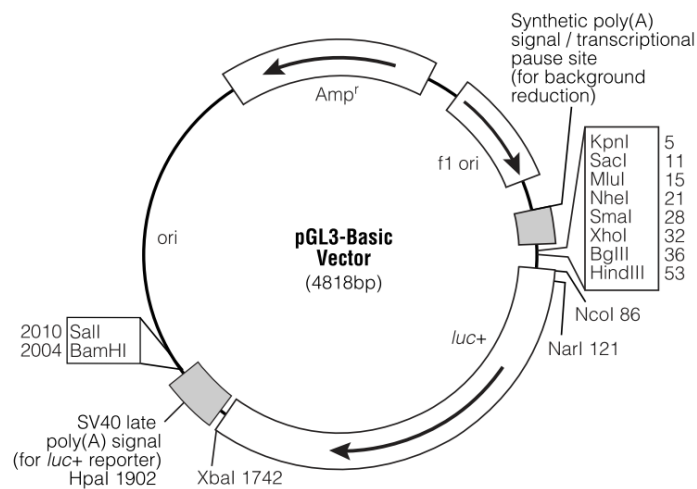 Synthetic poly(A)
signal / transcriptional
pause site
(for background
reduction)
Ampʳ
f1 ori
KpnI 5
SacI 11
MluI 15
NheI 21
SmaI 28
XhoI 32
BglII 36
HindIII 53
ori
pGL3-Basic
Vector
(4818bp)
NcoI 86
NarI 121
luc+
2010 SalI
2004 BamHI
SV40 late
poly(A) signal
(for luc+ reporter)
HpaI 1902
XbaI 1742